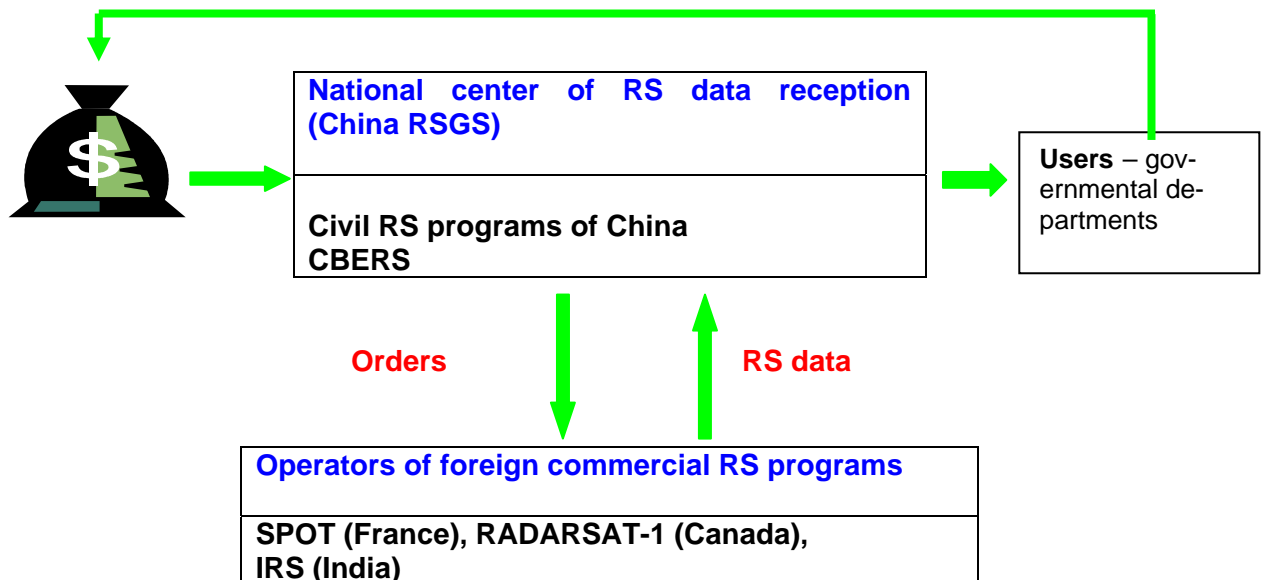 $
National center of RS data reception
(China RSGS)
Civil RS programs of China
CBERS
Users – gov-
ernmental de-
partments
Orders
RS data
Operators of foreign commercial RS programs
SPOT (France), RADARSAT-1 (Canada),
IRS (India)